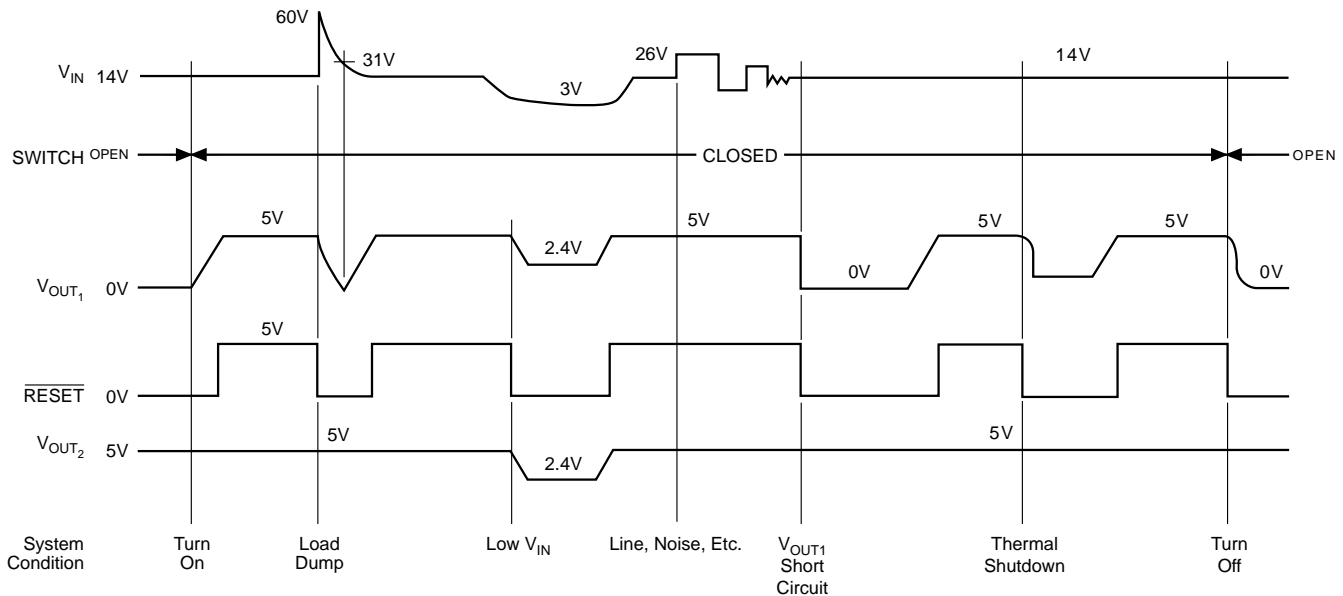 60V
31V
26V
14V
V_IN 14V
3V
SWITCH OPEN
CLOSED
OPEN
5V
5V
5V
5V
2.4V
V_OUT1 0V
0V
0V
5V
RESET 0V
5V
5V
V_OUT2 5V
2.4V
System Condition
Turn On
Load Dump
Low V_IN
Line, Noise, Etc.
V_OUT1 Short Circuit
Thermal Shutdown
Turn Off